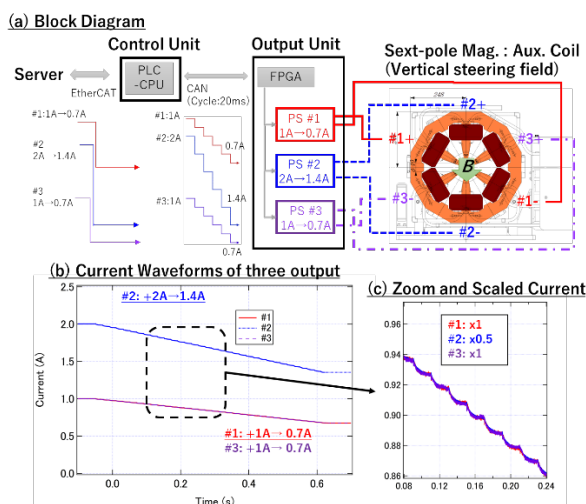 (a) Block Diagram
Control Unit
Output Unit
Sext-pole Mag. : Aux. Coil
(Vertical steering field)
Server
EtherCAT
PLC
-CPU
CAN
(Cycle:20ms)
FPGA
#1:1A→0.7A
#2
2A→1.4A
#3
1A→0.7A
#1:1A
#2:2A
0.7A
1.4A
#3:1A
0.7A
PS #1
1A→0.7A
PS #2
2A→1.4A
PS #3
1A→0.7A
248
#2+
#1+
#3+
B
#3-
#1-
#2-
(b) Current Waveforms of three output
#2: +2A→1.4A
#1
#2
#3
#1:+1A→ 0.7A
#3:+1A→ 0.7A
Current (A)
2.5
2.0
1.5
1.0
0.5
0.0
0.0
0.2
0.4
0.6
Time (s)
(c) Zoom and Scaled Current
#1: x1
#2: x0.5
#3: x1
0.94
0.92
0.90
0.88
0.86
0.08
0.12
0.16
0.20
0.24